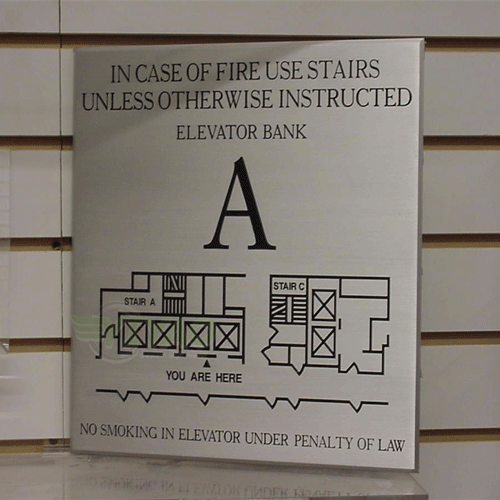 IN CASE OF FIRE USE STAIRS
UNLESS OTHERWISE INSTRUCTED
ELEVATOR BANK
A
STAIR A
STAIR C
YOU ARE HERE
NO SMOKING IN ELEVATOR UNDER PENALTY OF LAW